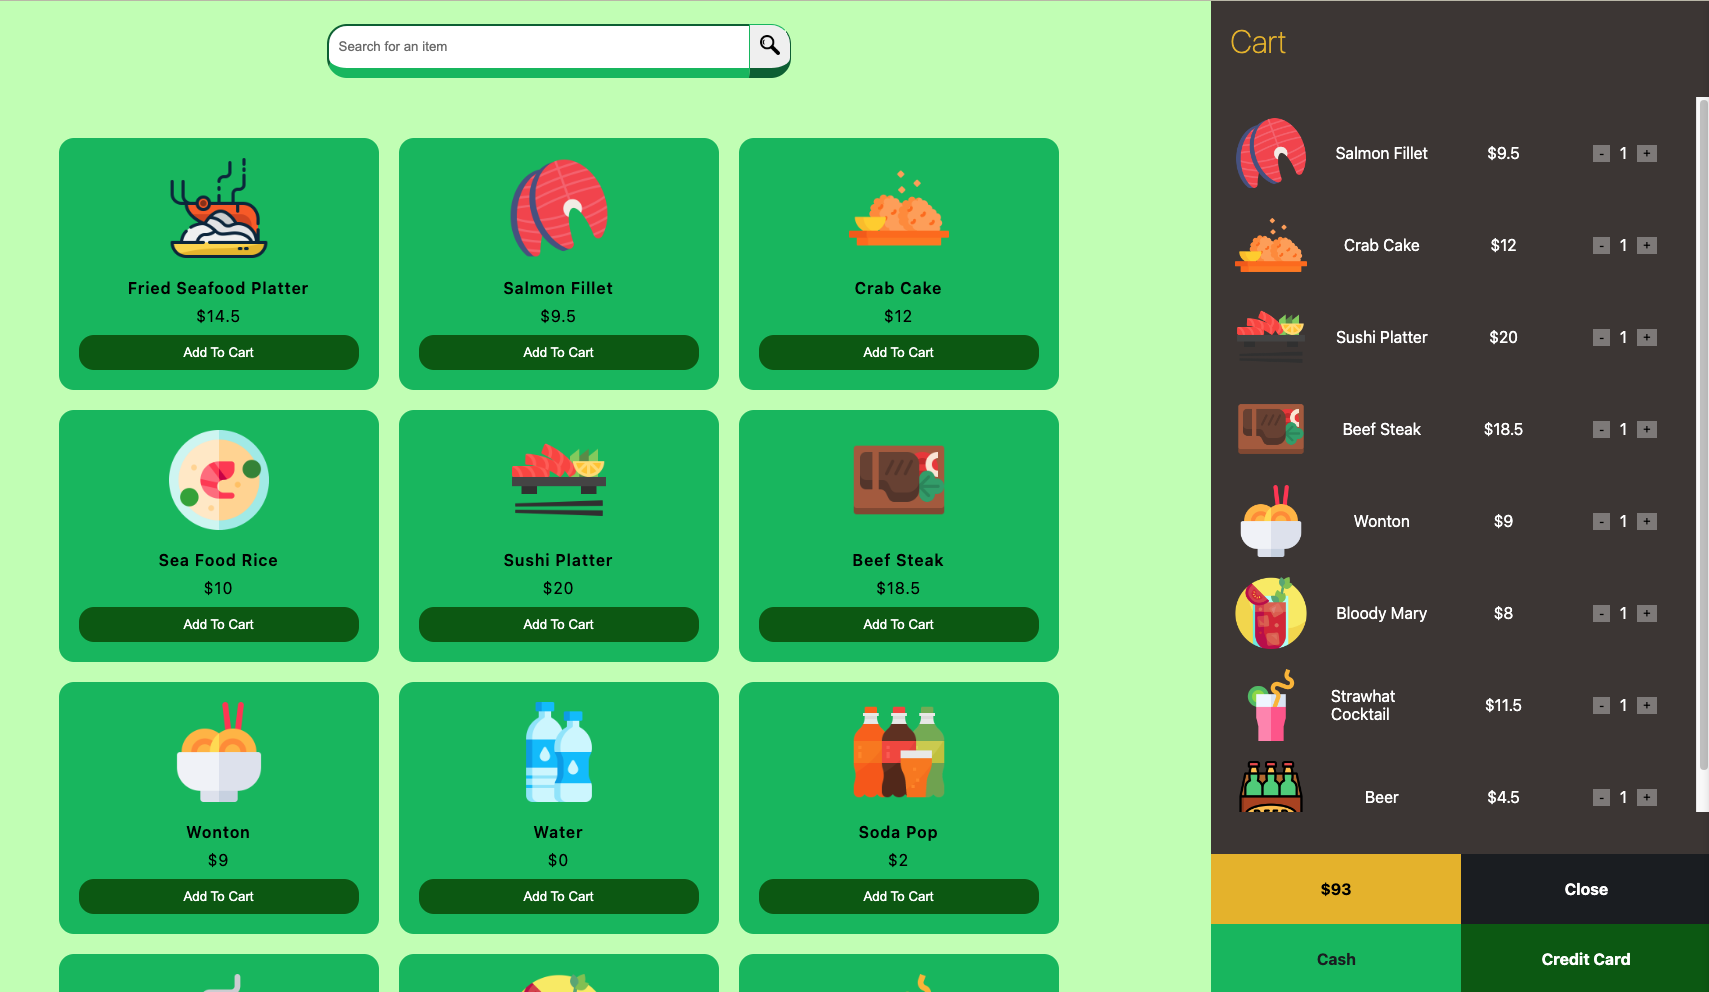 Search for an item
Fried Seafood Platter
$14.5
Add To Cart
Salmon Fillet
$9.5
Add To Cart
Crab Cake
$12
Add To Cart
Sea Food Rice
$10
Add To Cart
Sushi Platter
$20
Add To Cart
Beef Steak
$18.5
Add To Cart
Wonton
$9
Add To Cart
Water
$0
Add To Cart
Soda Pop
$2
Add To Cart
Cart
Salmon Fillet $9.5 - 1 +
Crab Cake $12 - 1 +
Sushi Platter $20 - 1 +
Beef Steak $18.5 - 1 +
Wonton $9 - 1 +
Bloody Mary $8 - 1 +
Strawhat
Cocktail $11.5 - 1 +
Beer $4.5 - 1 +
$93
Close
Cash
Credit Card